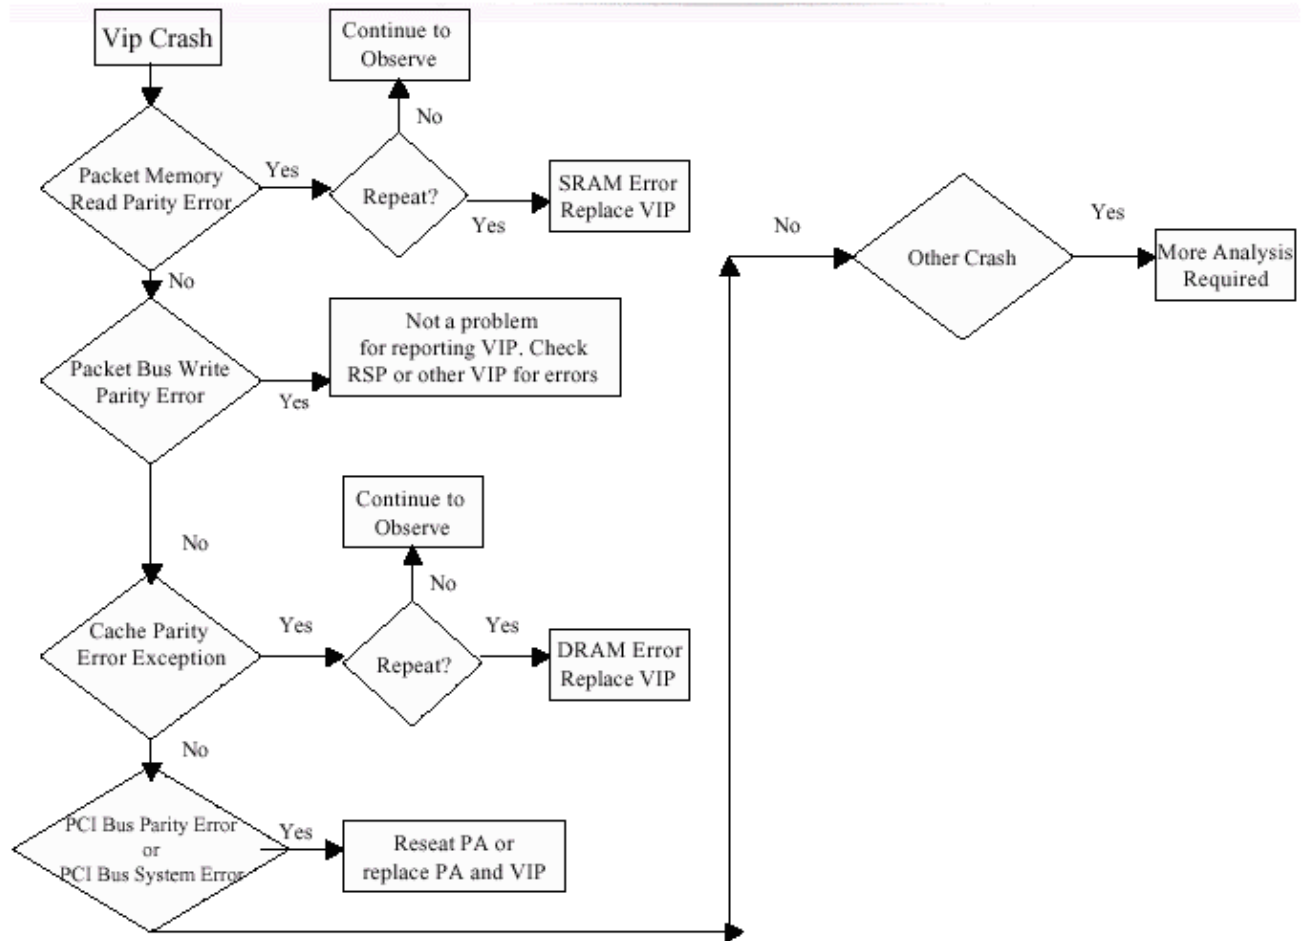 Vip Crash
Continue to
Observe
No
Packet Memory
Read Parity Error
Yes
Repeat?
Yes
SRAM Error
Replace VIP
No
Packet Bus Write
Parity Error
Yes
Not a problem
for reporting VIP. Check
RSP or other VIP for errors
No
Continue to
Observe
No
Cache Parity
Error Exception
Yes
Repeat?
Yes
DRAM Error
Replace VIP
No
PCI Bus Parity Error
or
PCI Bus System Error
Yes
Reseat PA or
replace PA and VIP
No
Other Crash
Yes
More Analysis
Required